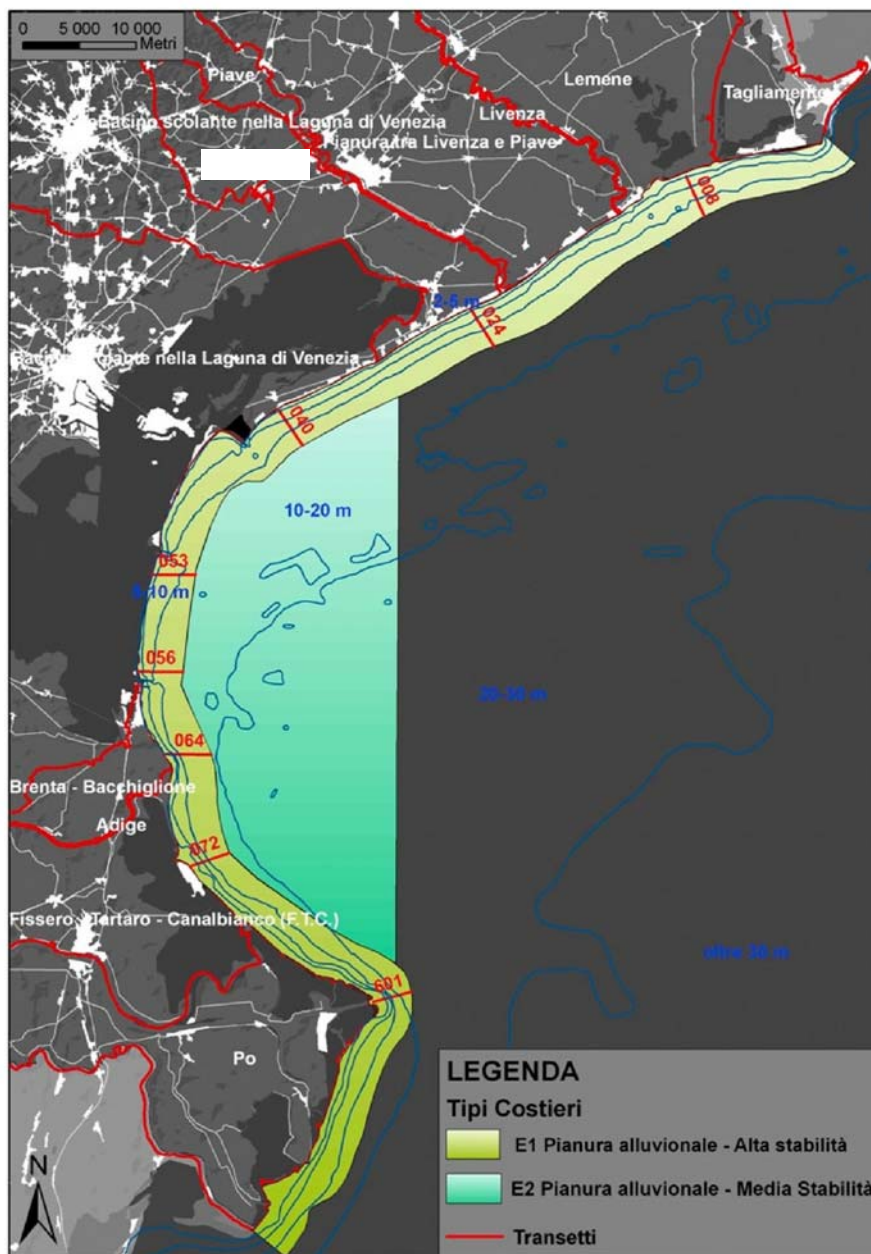 0 5 000 10 000
Metri
Piave
Lemene
Tagliamento
Livenza
Bacino scolante nella Laguna di Venezia
Pianura tra Livenza e Piave
008
2-5 m
024
Bacino scolante nella Laguna di Venezia
040
10-20 m
053
5-10 m
056
20-30 m
064
Brenta - Bacchiglione
Adige
072
Fissero - Tartaro - Canalbianco (F.T.C.)
oltre 30 m
601
Po
LEGENDA
Tipi Costieri
E1 Pianura alluvionale - Alta stabilità
E2 Pianura alluvionale - Media Stabilità
Transetti
N